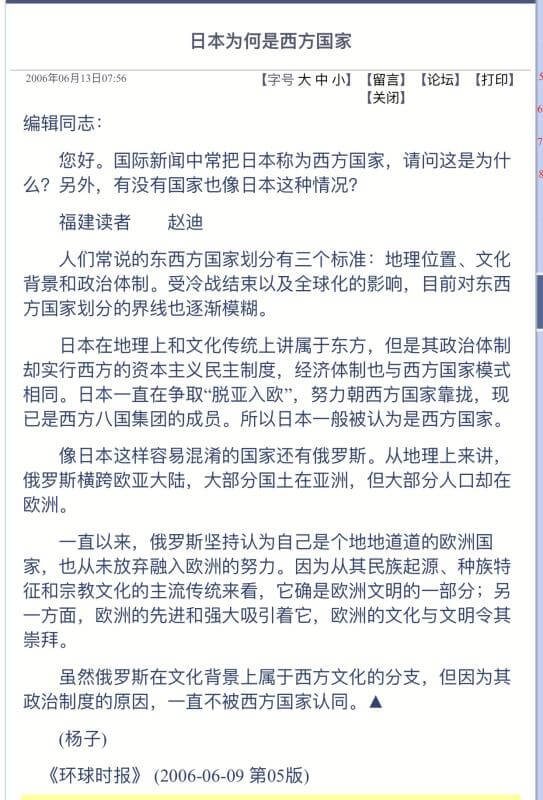 日本为何是西方国家
2006年06月13日07:56 【字号 大 中 小】【留言】【论坛】【打印】
【关闭】
编辑同志：
您好。国际新闻中常把日本称为西方国家，请问这是为什
么？另外，有没有国家也像日本这种情况？
福建读者 赵迪
人们常说的东西方国家划分有三个标准：地理位置、文化
背景和政治体制。受冷战结束以及全球化的影响，目前对东西
方国家划分的界线也逐渐模糊。
日本在地理上和文化传统上讲属于东方，但是其政治体制
却实行西方的资本主义民主制度，经济体制也与西方国家模式
相同。日本一直在争取“脱亚入欧”，努力朝西方国家靠拢，现
已是西方八国集团的成员。所以日本一般被认为是西方国家。
像日本这样容易混淆的国家还有俄罗斯。从地理上来讲，
俄罗斯横跨欧亚大陆，大部分国土在亚洲，但大部分人口却在
欧洲。
一直以来，俄罗斯坚持认为自己是个地地道道的欧洲国
家，也从未放弃融入欧洲的努力。因为从其民族起源、种族特
征和宗教文化的主流传统来看，它确是欧洲文明的一部分；另
一方面，欧洲的先进和强大吸引着它，欧洲的文化与文明令其
崇拜。
虽然俄罗斯在文化背景上属于西方文化的分支，但因为其
政治制度的原因，一直不被西方国家认同。▲
(杨子)
《环球时报》 (2006-06-09 第05版)
5
6
7
8